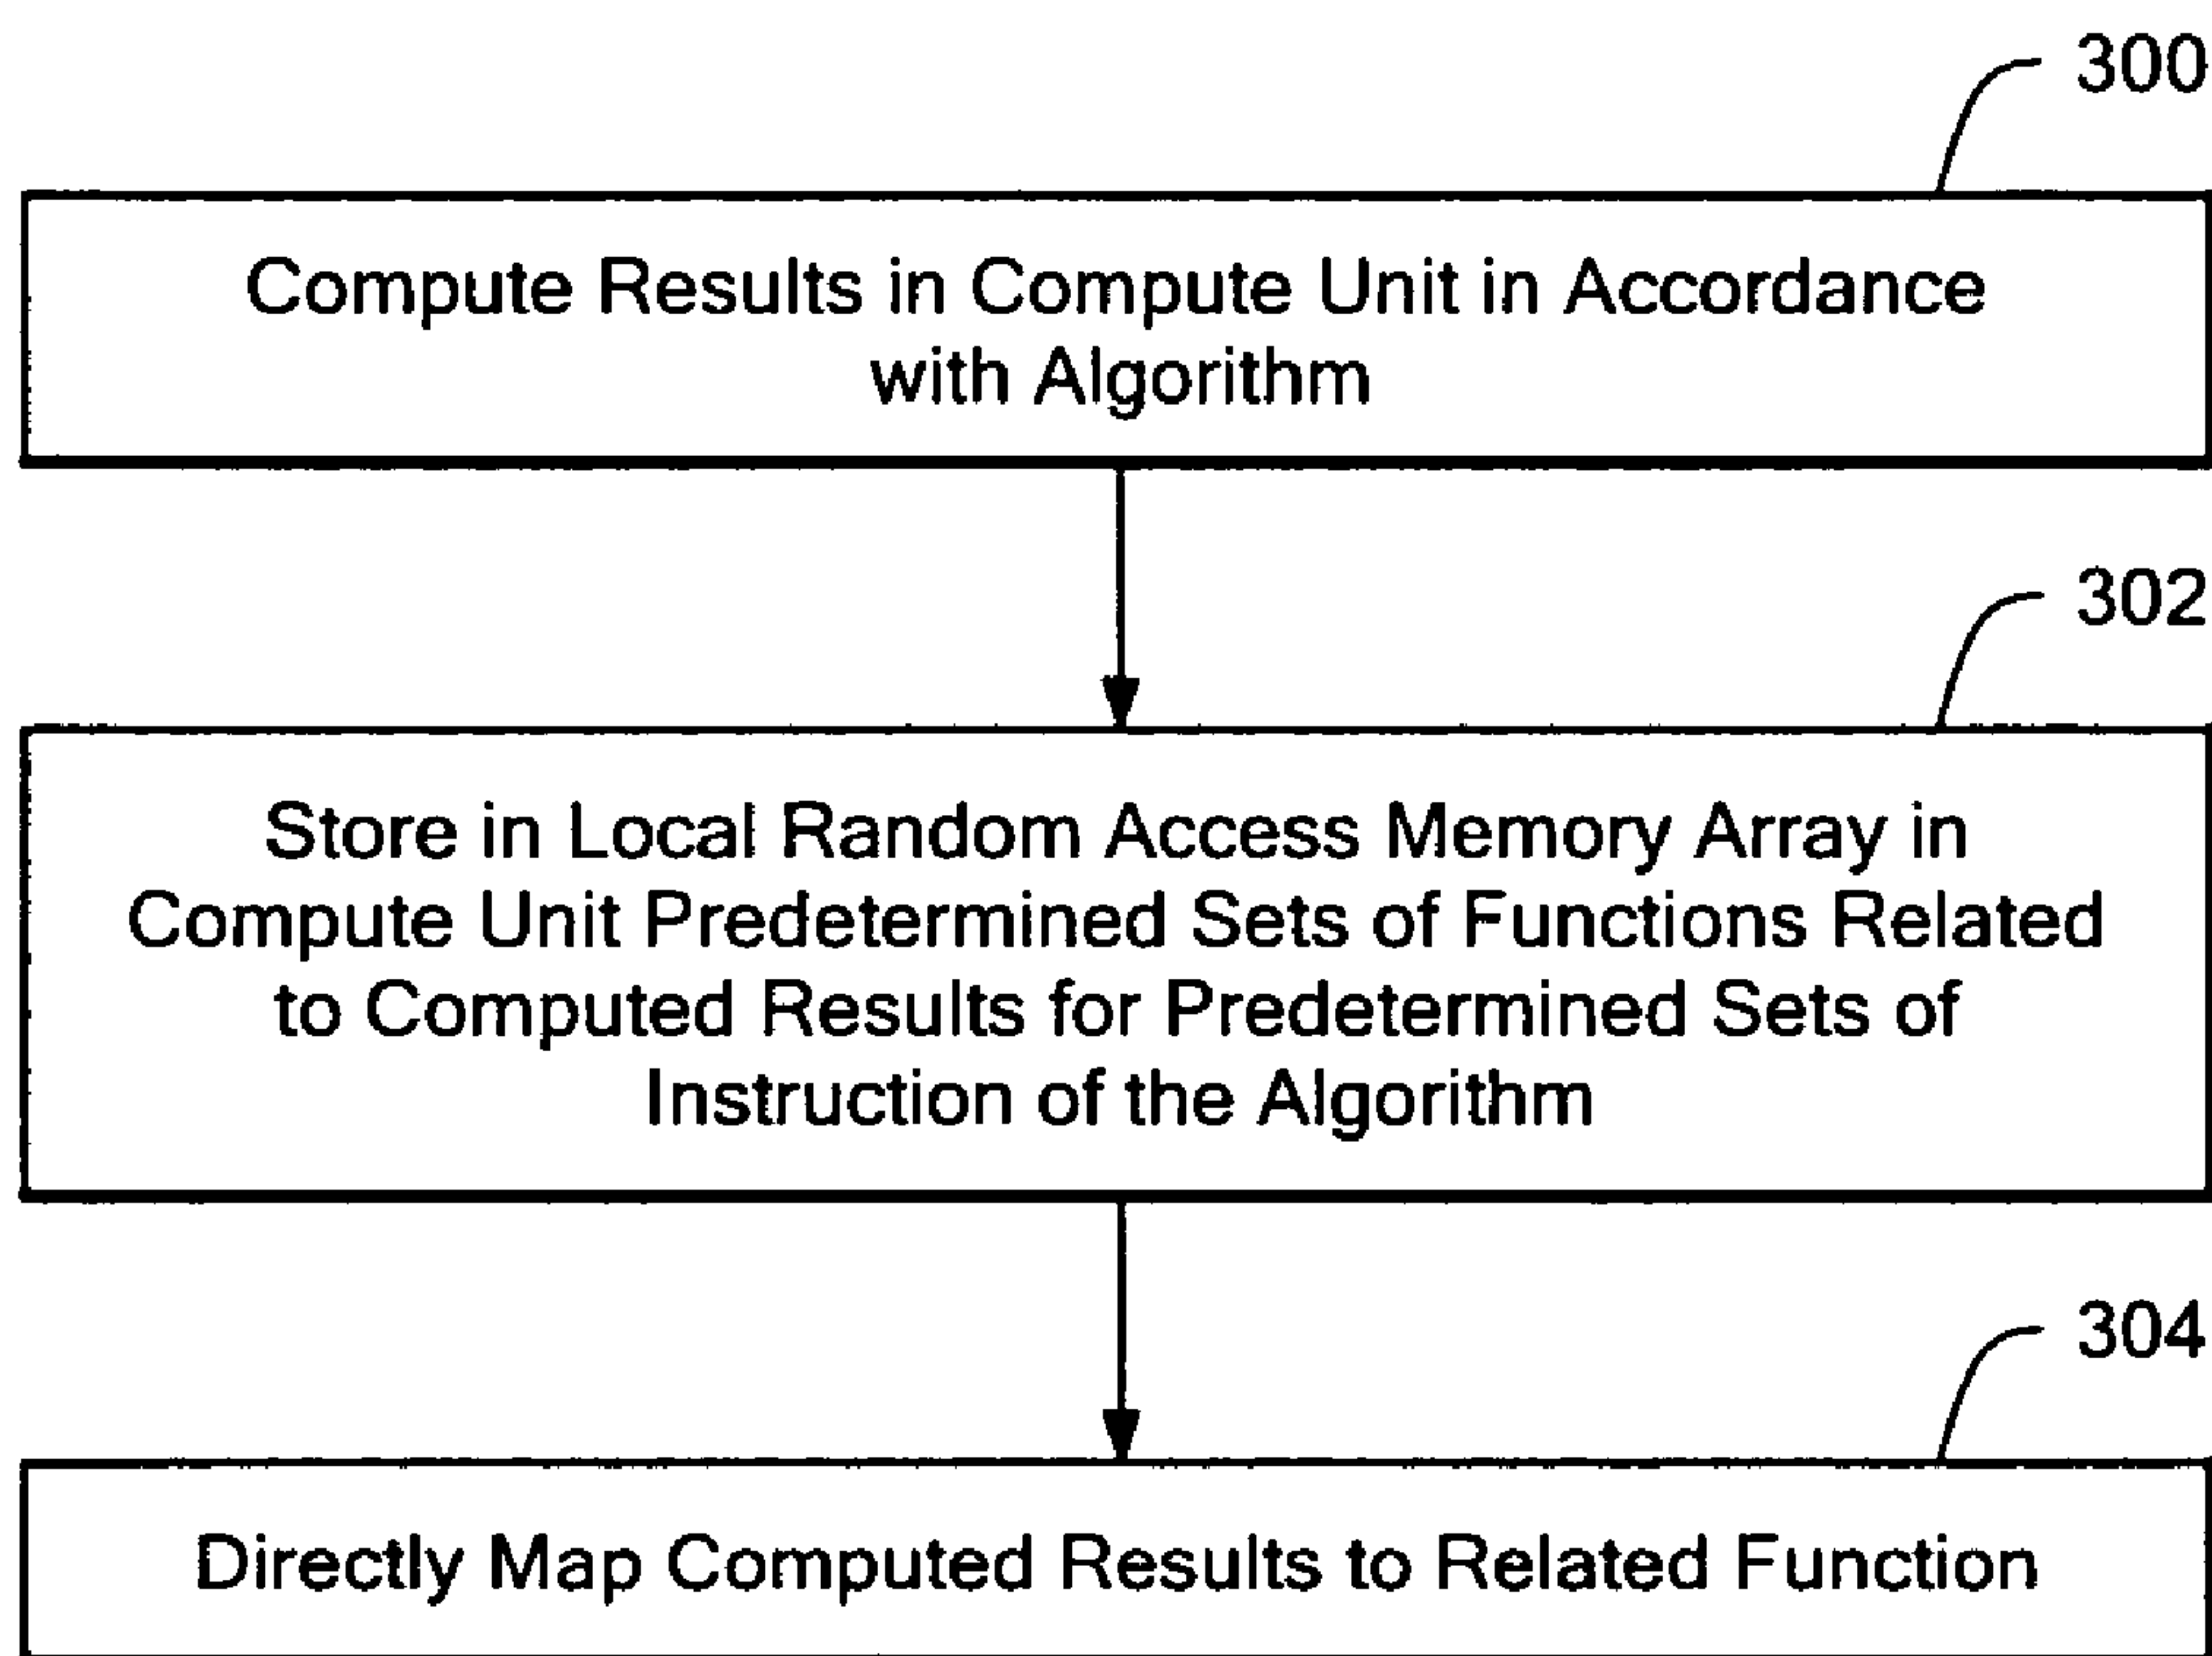 300
Compute Results in Compute Unit in Accordance
with Algorithm
302
Store in Local Random Access Memory Array in
Compute Unit Predetermined Sets of Functions Related
to Computed Results for Predetermined Sets of
Instruction of the Algorithm
304
Directly Map Computed Results to Related Function